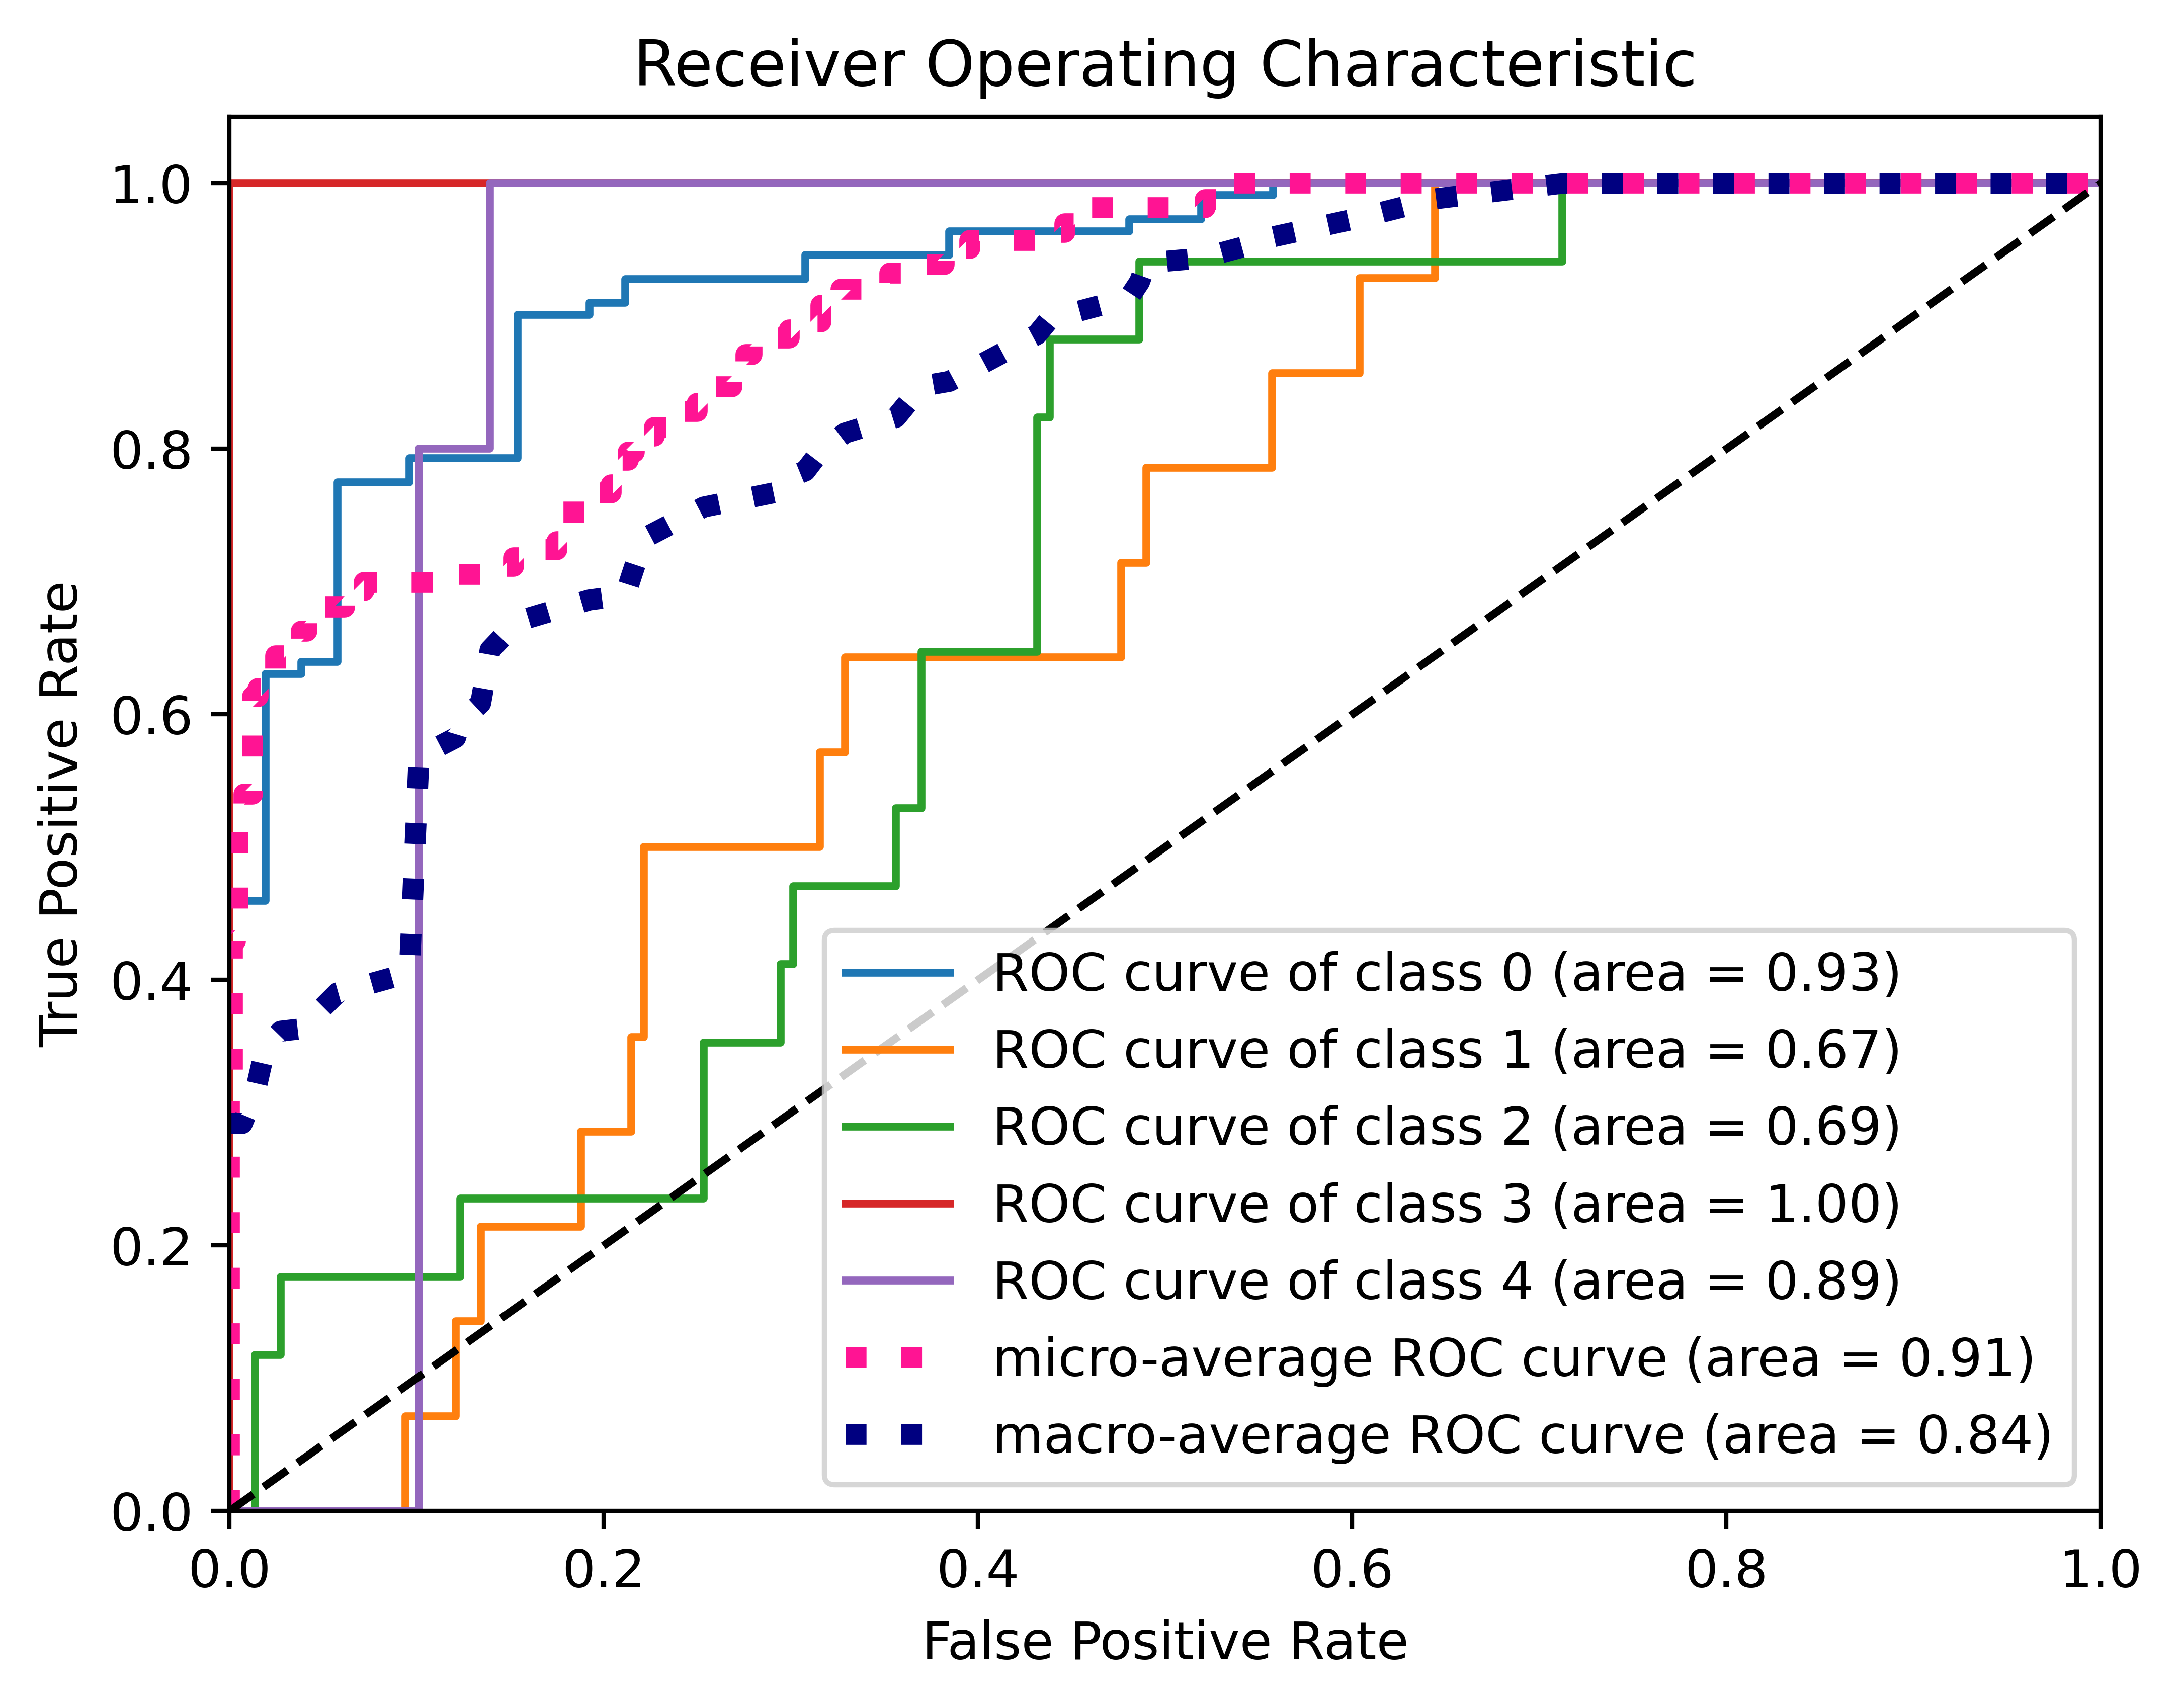 Receiver Operating Characteristic
1.0
0.8
0.6
0.4
0.2
0.0
True Positive Rate
ROC curve of class 0 (area = 0.93)
ROC curve of class 1 (area = 0.67)
ROC curve of class 2 (area = 0.69)
ROC curve of class 3 (area = 1.00)
ROC curve of class 4 (area = 0.89)
micro-average ROC curve (area = 0.91)
macro-average ROC curve (area = 0.84)
0.0 0.2 0.4 0.6 0.8 1.0
False Positive Rate